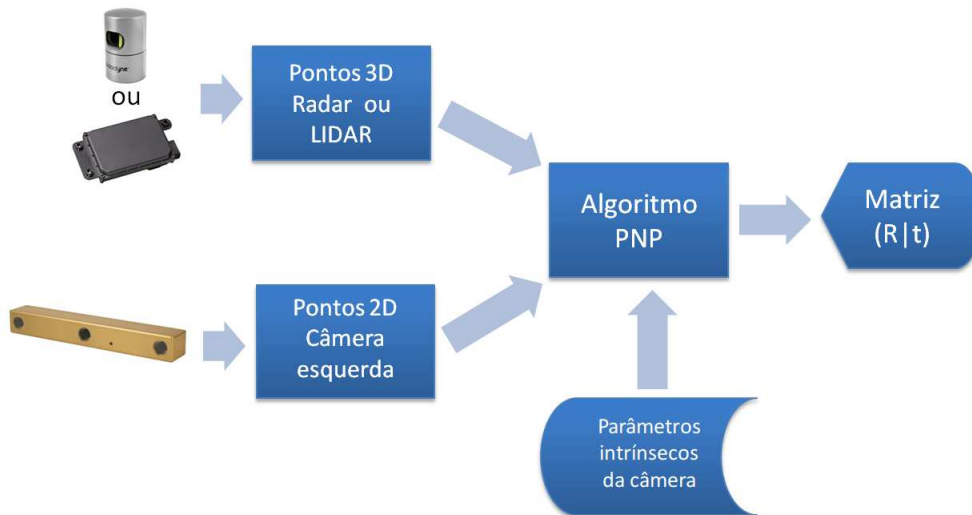 ou
Pontos 3D
Radar ou
LIDAR
Algoritmo
PNP
Matriz
(R|t)
Pontos 2D
Câmera
esquerda
Parâmetros
intrínsecos
da câmera